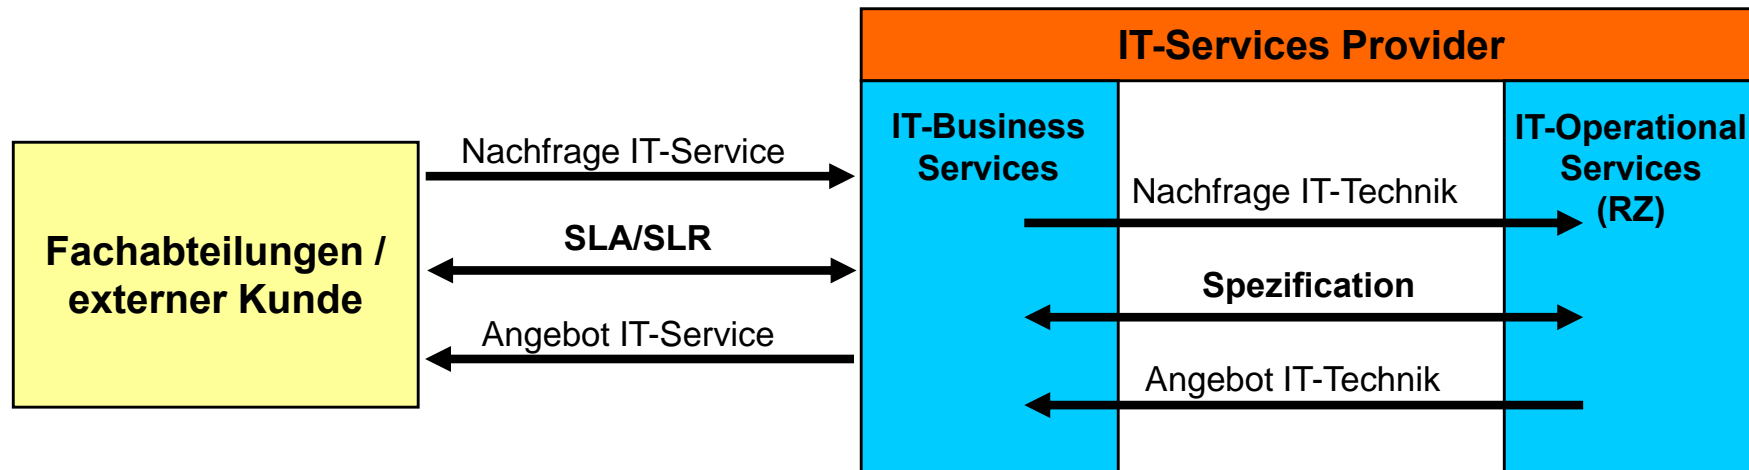 IT-Services Provider
IT-Business
Services
IT-Operational
Services
(RZ)
Nachfrage IT-Service
Nachfrage IT-Technik
Fachabteilungen /
externer Kunde
SLA/SLR
Spezification
Angebot IT-Service
Angebot IT-Technik